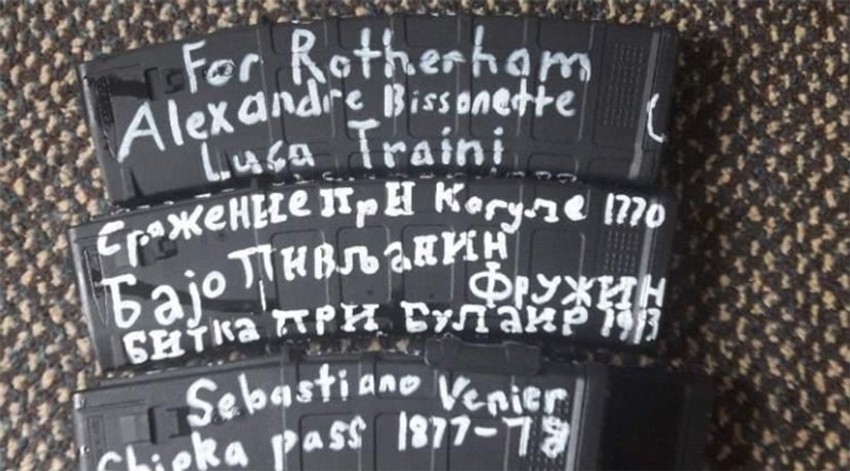 For Rotherham
Alexandre Bissonette
Luca Traini
Сражение при Кагуле 1770
Бајо Пивљанин
Фружин
Битка при Булаир 1913
Sebastiano Venier
Shipka pass 1877-78